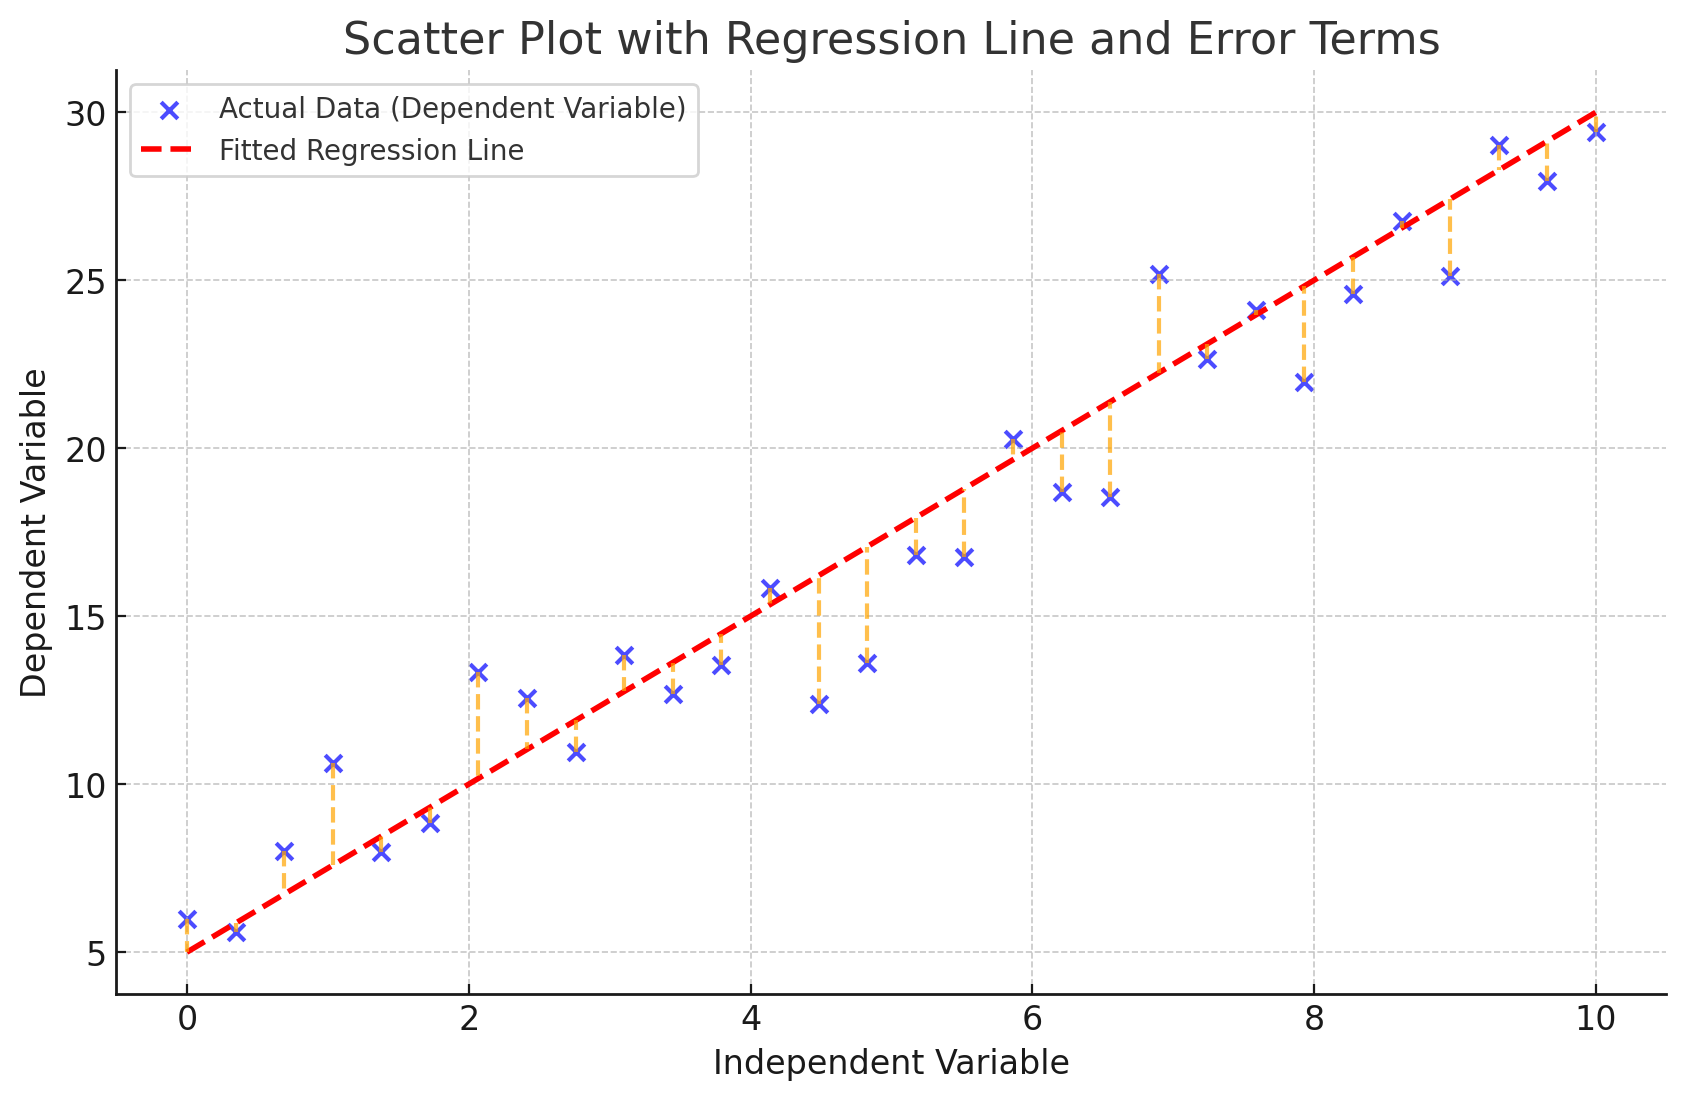 Scatter Plot with Regression Line and Error Terms
Actual Data (Dependent Variable)
Fitted Regression Line
30
25
20
15
10
5
Dependent Variable
0 2 4 6 8 10
Independent Variable